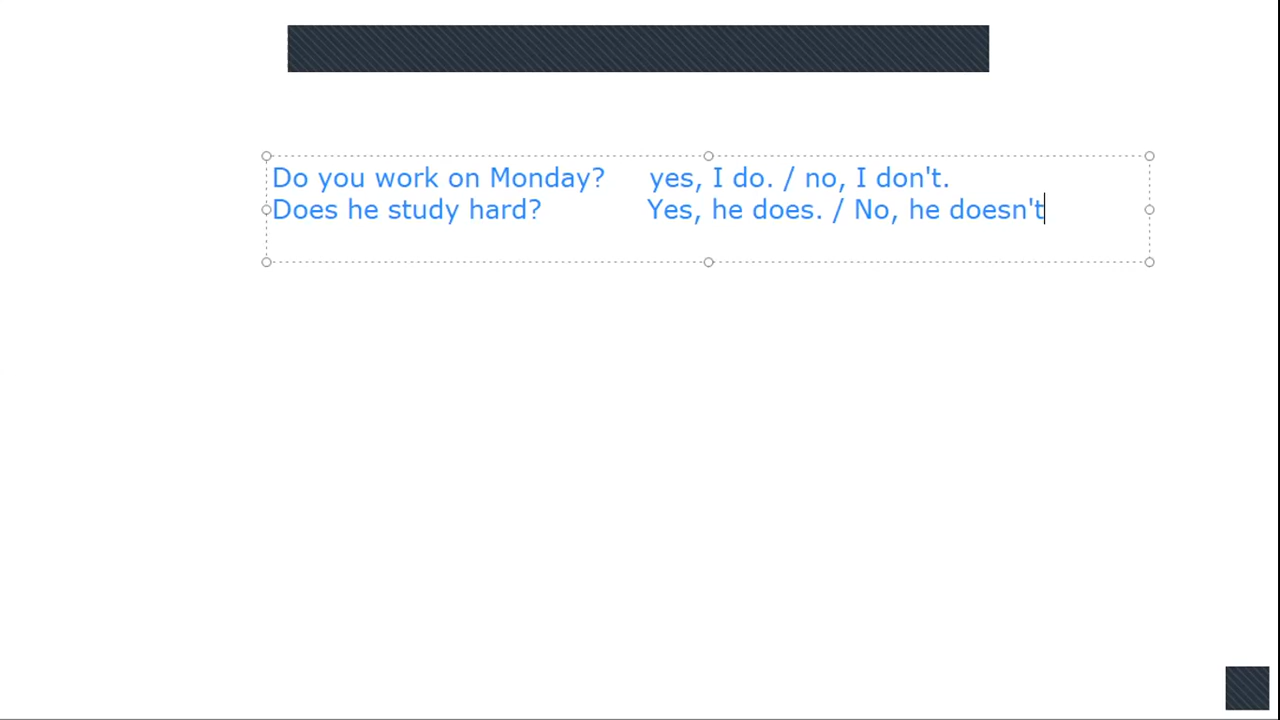 Do you work on Monday? yes, I do. / no, I don't.
Does he study hard? Yes, he does. / No, he doesn't